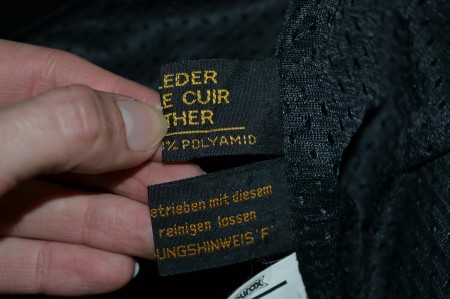 LEDER
E CUIR
THER
% POLYAMID
etrieben mit diesem
reinigen lassen
UNGSHINWEIS 'F'